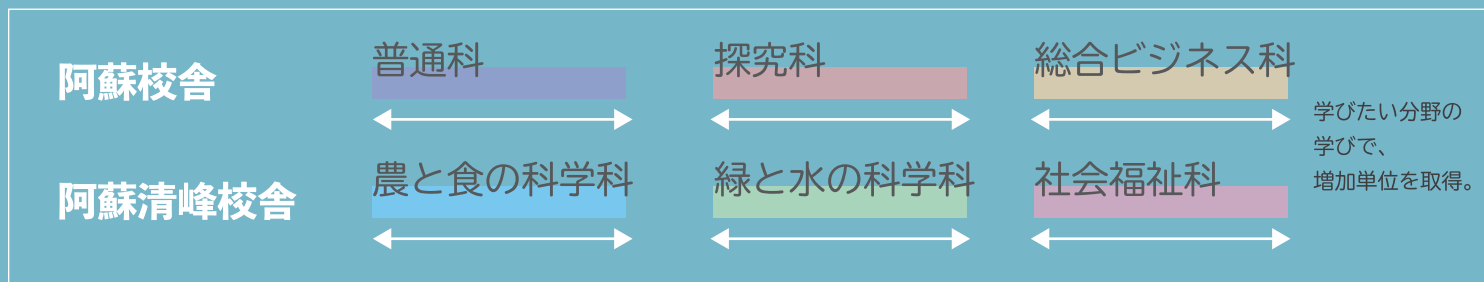 阿蘇校舎
普通科
探究科
総合ビジネス科
阿蘇清峰校舎
農と食の科学科
緑と水の科学科
社会福祉科
学びたい分野の
学びで、
増加単位を取得。